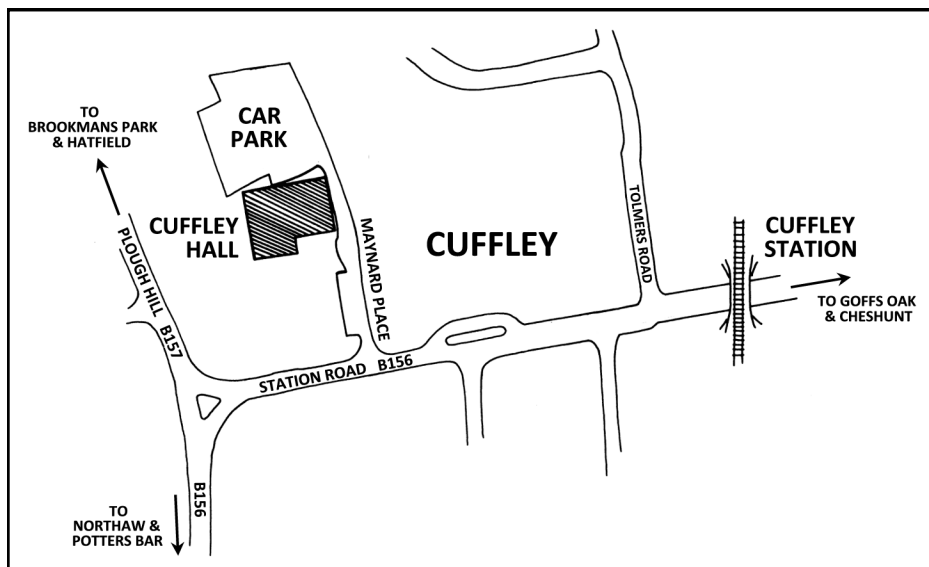 TO
BROOKMANS PARK
& HATFIELD
CAR
PARK
CUFFLEY
HALL
PLOUGH HILL B157
MAYNARD PLACE
CUFFLEY
TOLMERS ROAD
CUFFLEY
STATION
TO GOFFS OAK
& CHESHUNT
STATION ROAD B156
B156
TO
NORTHAW &
POTTERS BAR